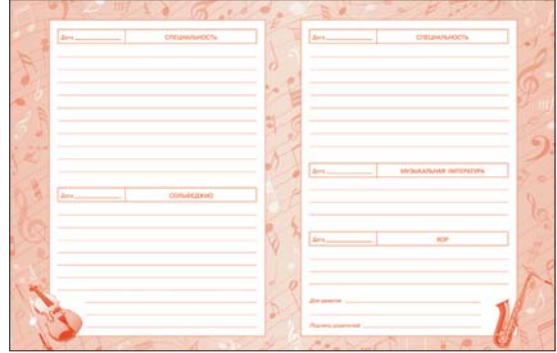 Дата СПЕЦИАЛЬНОСТЬ
Дата СОЛЬФЕДЖИО
Дата СПЕЦИАЛЬНОСТЬ
Дата МУЗЫКАЛЬНАЯ ЛИТЕРАТУРА
Дата ХОР
Для заметок
Подпись родителей